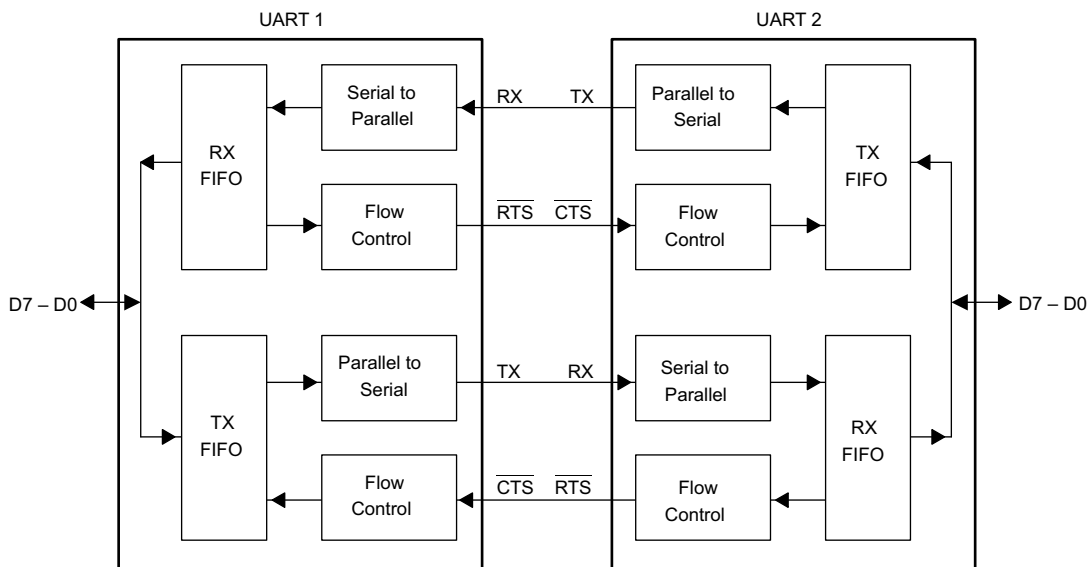 UART 1
UART 2
Serial to
Parallel
RX
TX
Parallel to
Serial
RX
FIFO
TX
FIFO
Flow
Control
RTS
CTS
Flow
Control
D7 – D0
D7 – D0
Parallel to
Serial
TX
RX
Serial to
Parallel
TX
FIFO
RX
FIFO
Flow
Control
CTS
RTS
Flow
Control